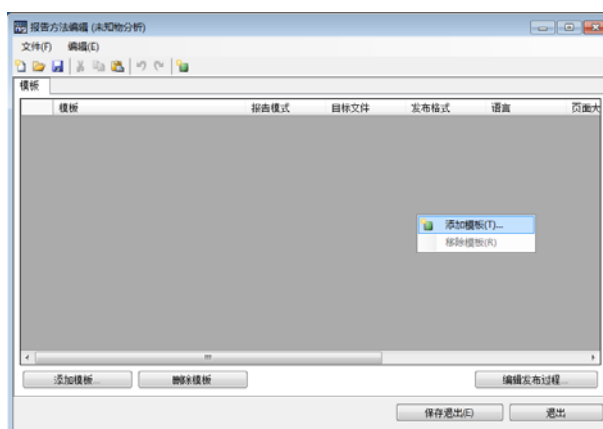 报告方法编辑 (未知物分析)
文件(F) 编辑(E)
模板
模板 报告模式 目标文件 发布格式 语言 页面大
添加模板(T)...
移除模板(R)
添加模板... 删除模板 编辑发布过程...
保存退出(E) 退出